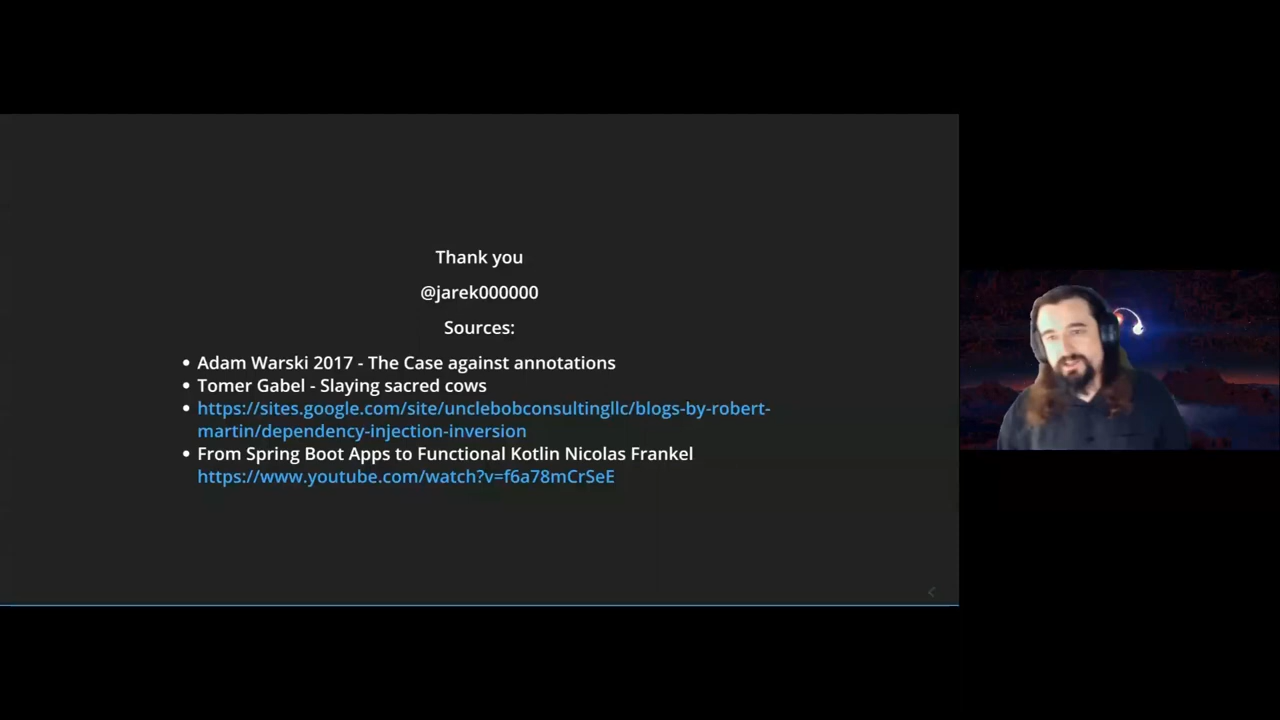 Thank you
@jarek000000
Sources:
Adam Warski 2017 - The Case against annotations
Tomer Gabel - Slaying sacred cows
https://sites.google.com/site/unclebobconsultingllc/blogs-by-robert-
martin/dependency-injection-inversion
From Spring Boot Apps to Functional Kotlin Nicolas Frankel
https://www.youtube.com/watch?v=f6a78mCrSeE